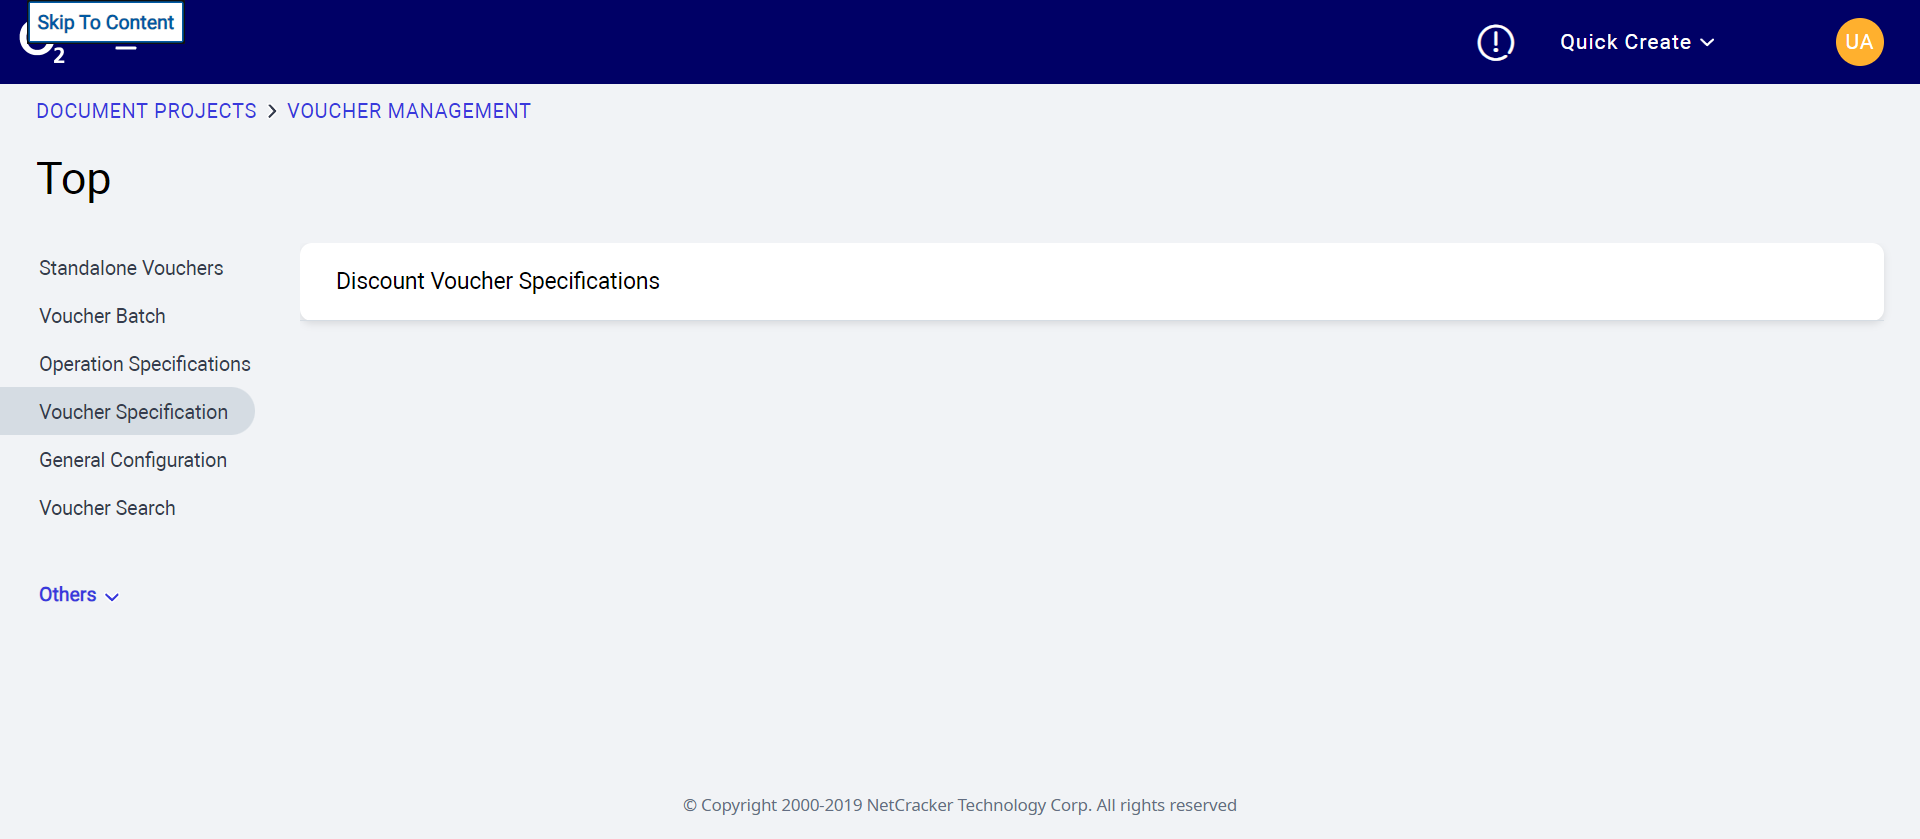 Skip To Content
2
Quick Create
UA
DOCUMENT PROJECTS > VOUCHER MANAGEMENT
Top
Standalone Vouchers
Voucher Batch
Operation Specifications
Voucher Specification
General Configuration
Voucher Search
Others
Discount Voucher Specifications
© Copyright 2000-2019 NetCracker Technology Corp. All rights reserved